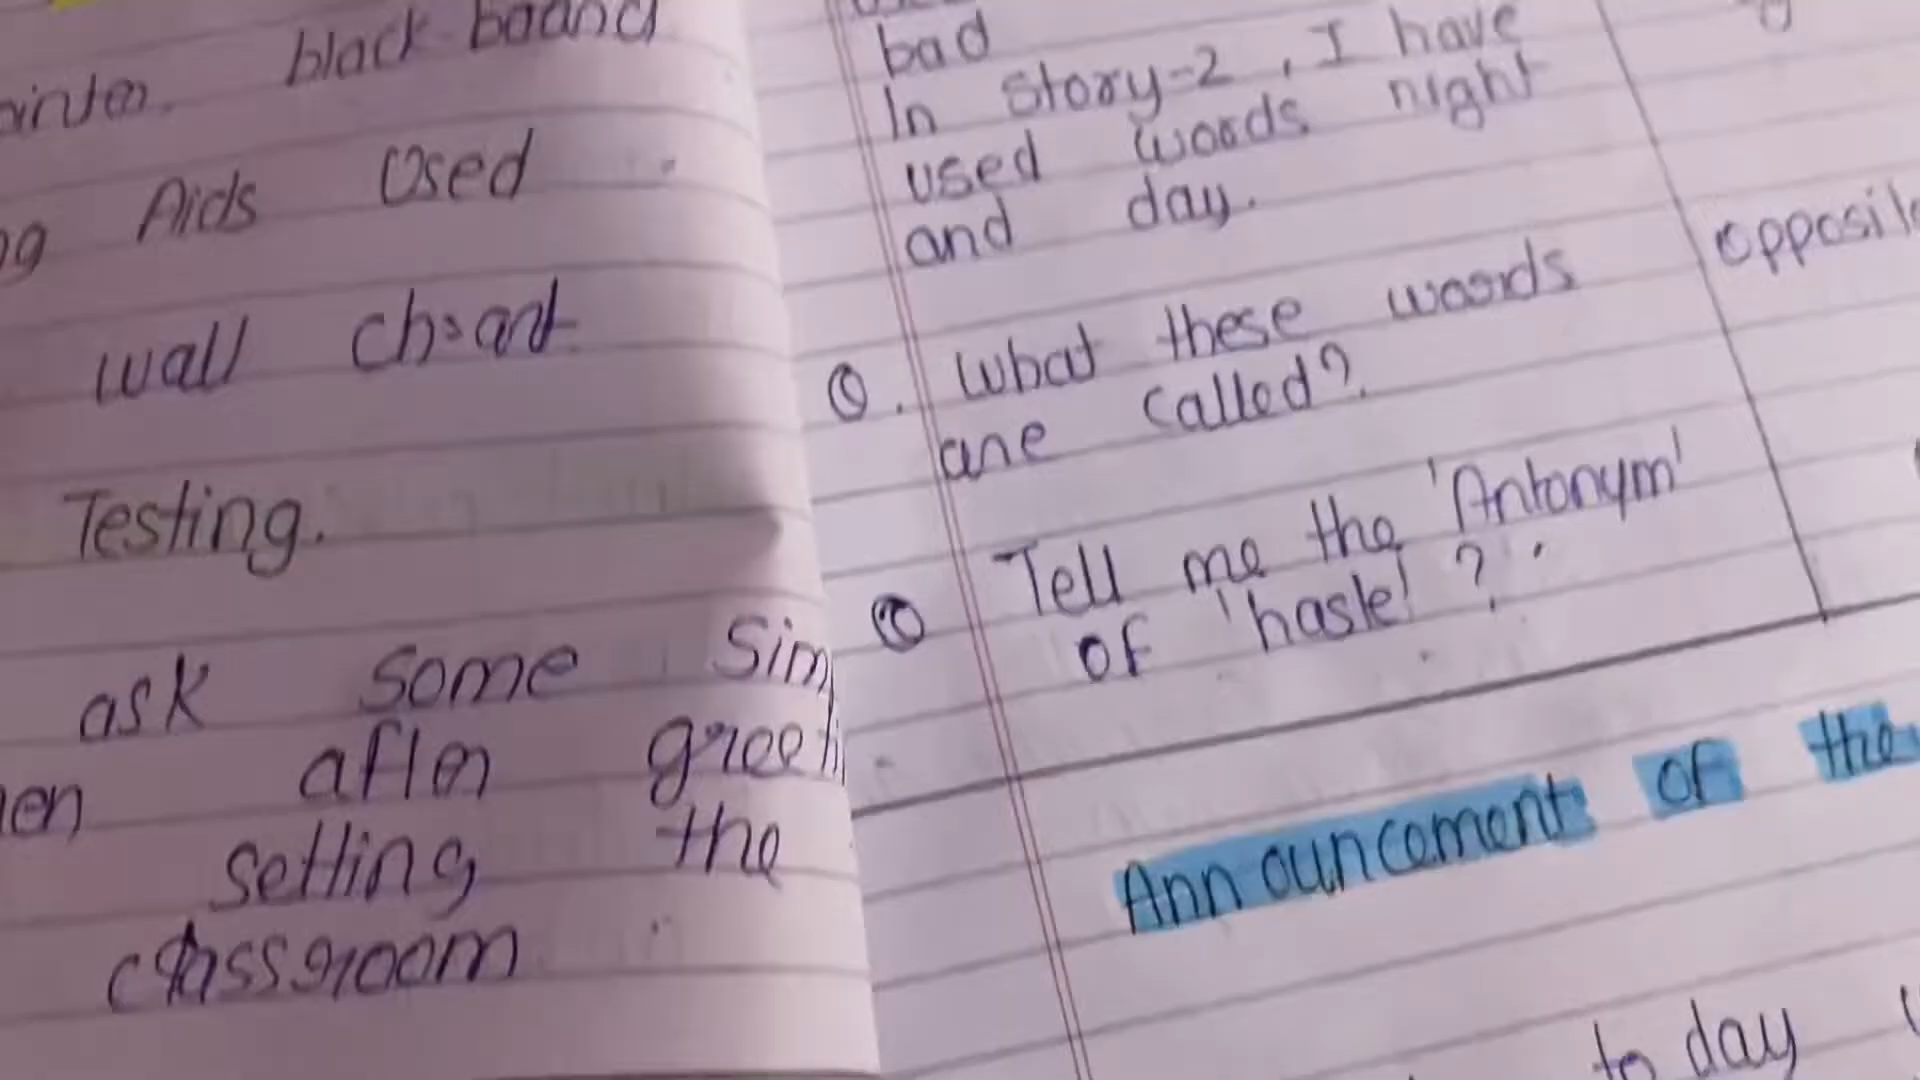 black board
Aids Used
wall chart
Testing.
ask some
after
setting the
classroom
bad
In Story-2, I have
used words night
and day.
Q. What these words
are called?
Q Tell me the 'Antonym'
of 'haste'?
Announcement of the
to day